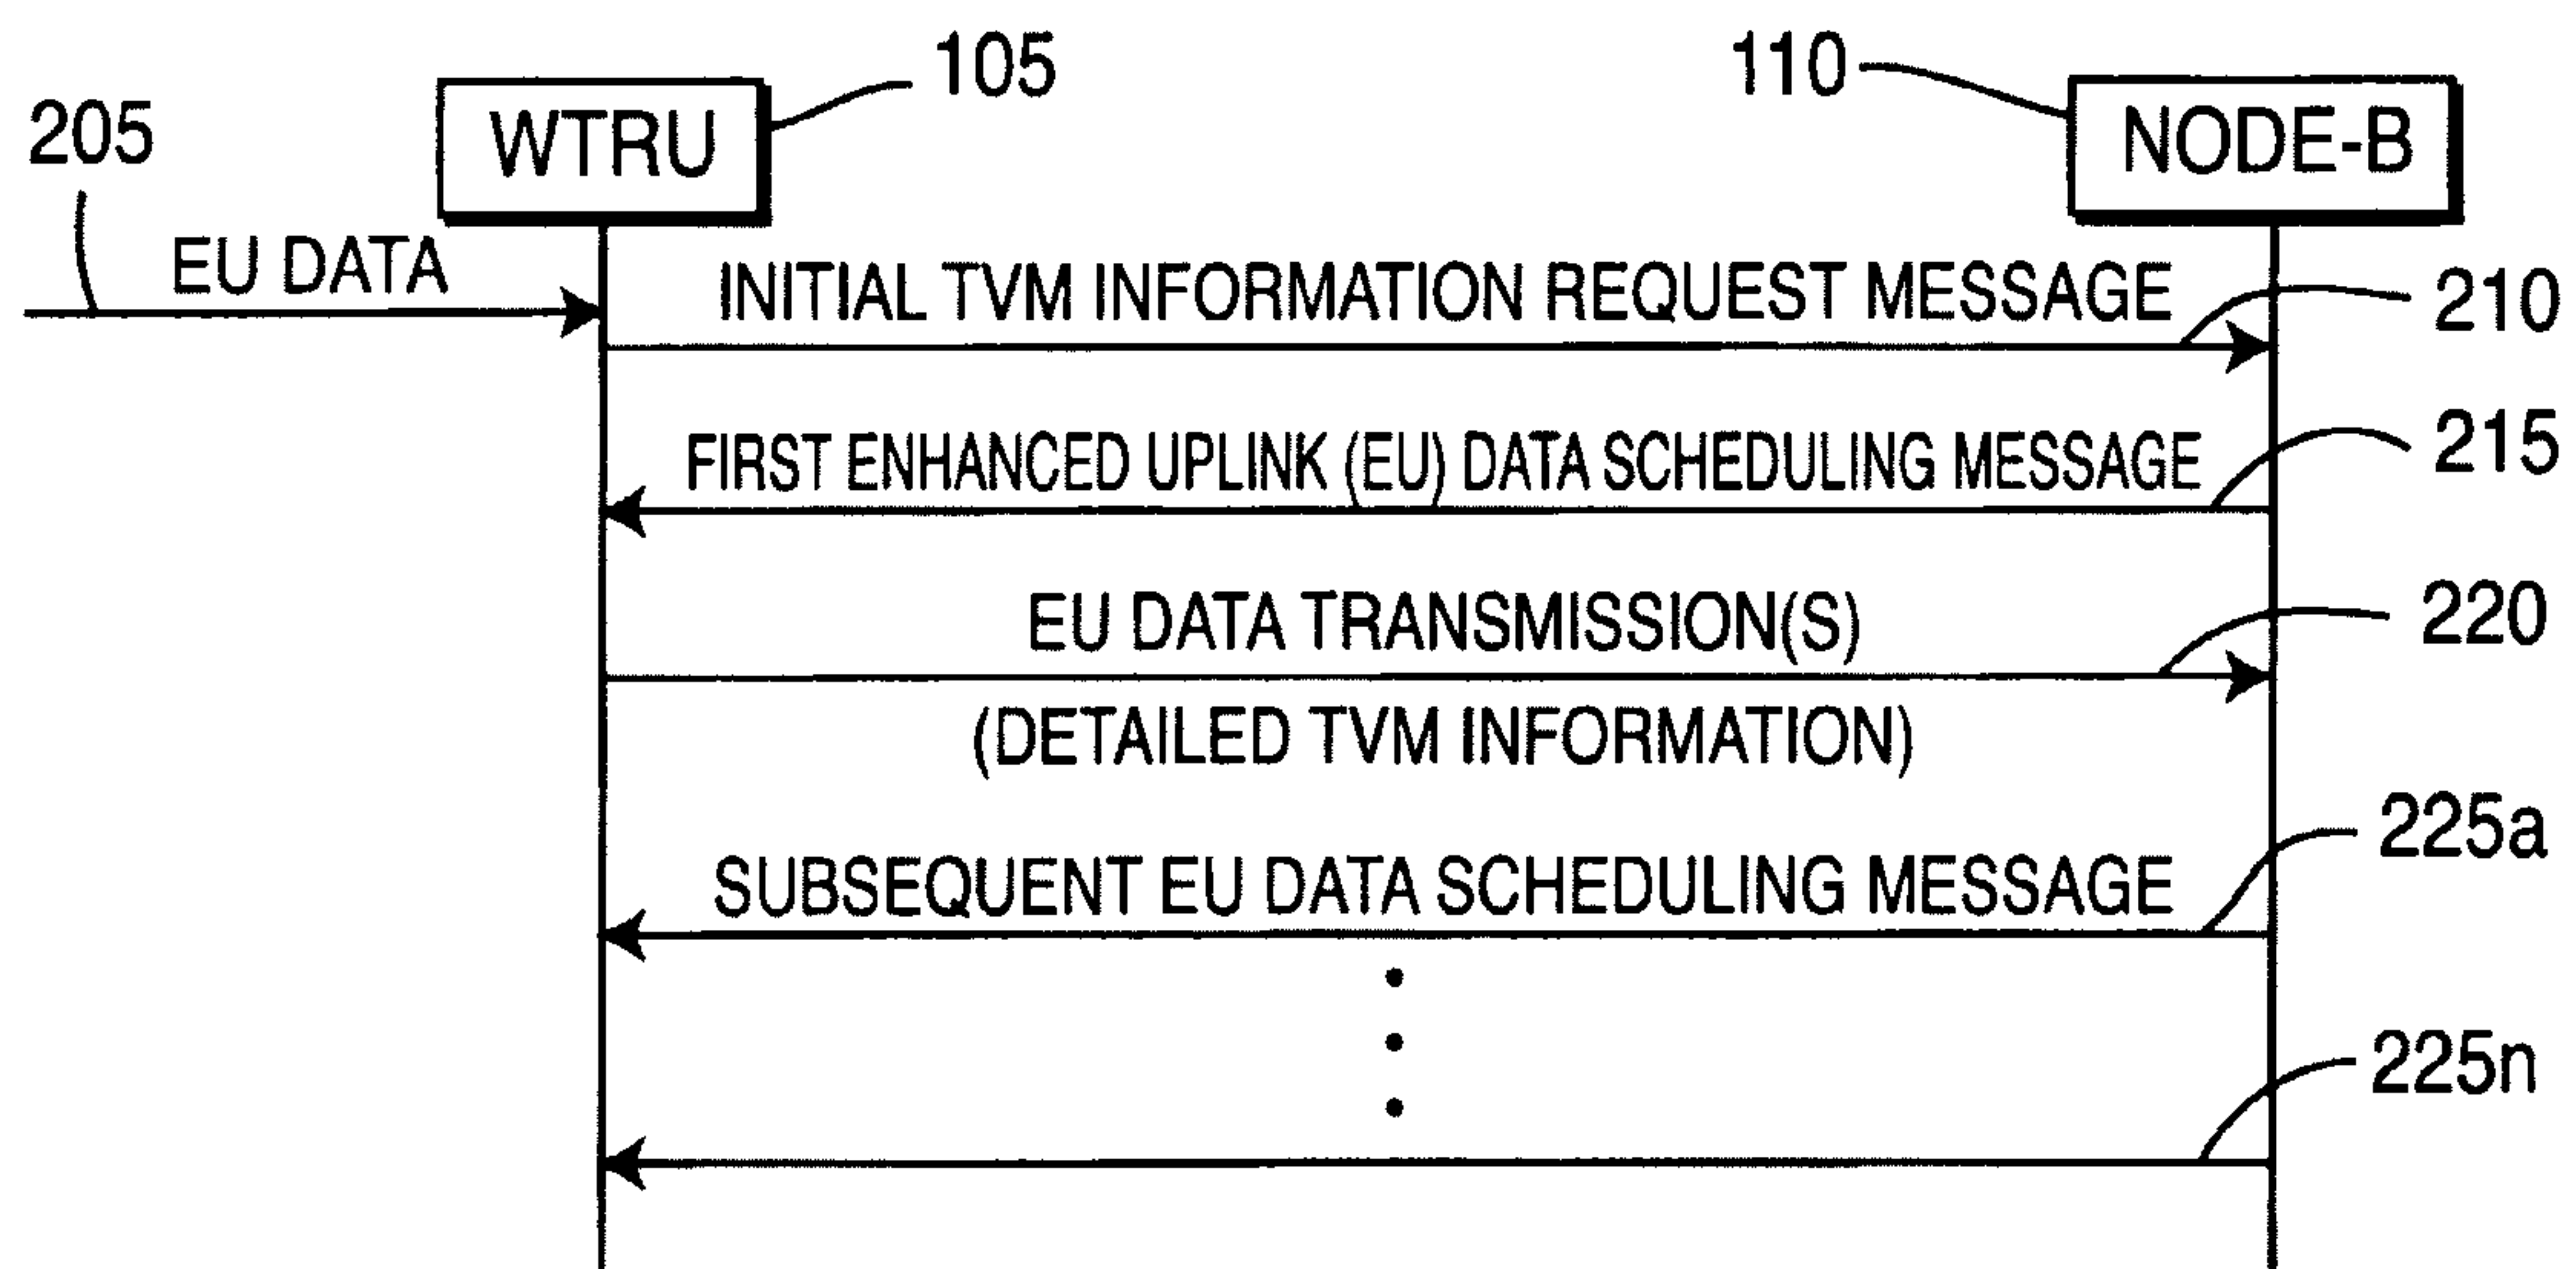 105
110
205
WTRU
NODE-B
EU DATA
INITIAL TVM INFORMATION REQUEST MESSAGE
210
FIRST ENHANCED UPLINK (EU) DATA SCHEDULING MESSAGE
215
EU DATA TRANSMISSION(S)
220
(DETAILED TVM INFORMATION)
225a
SUBSEQUENT EU DATA SCHEDULING MESSAGE
225n